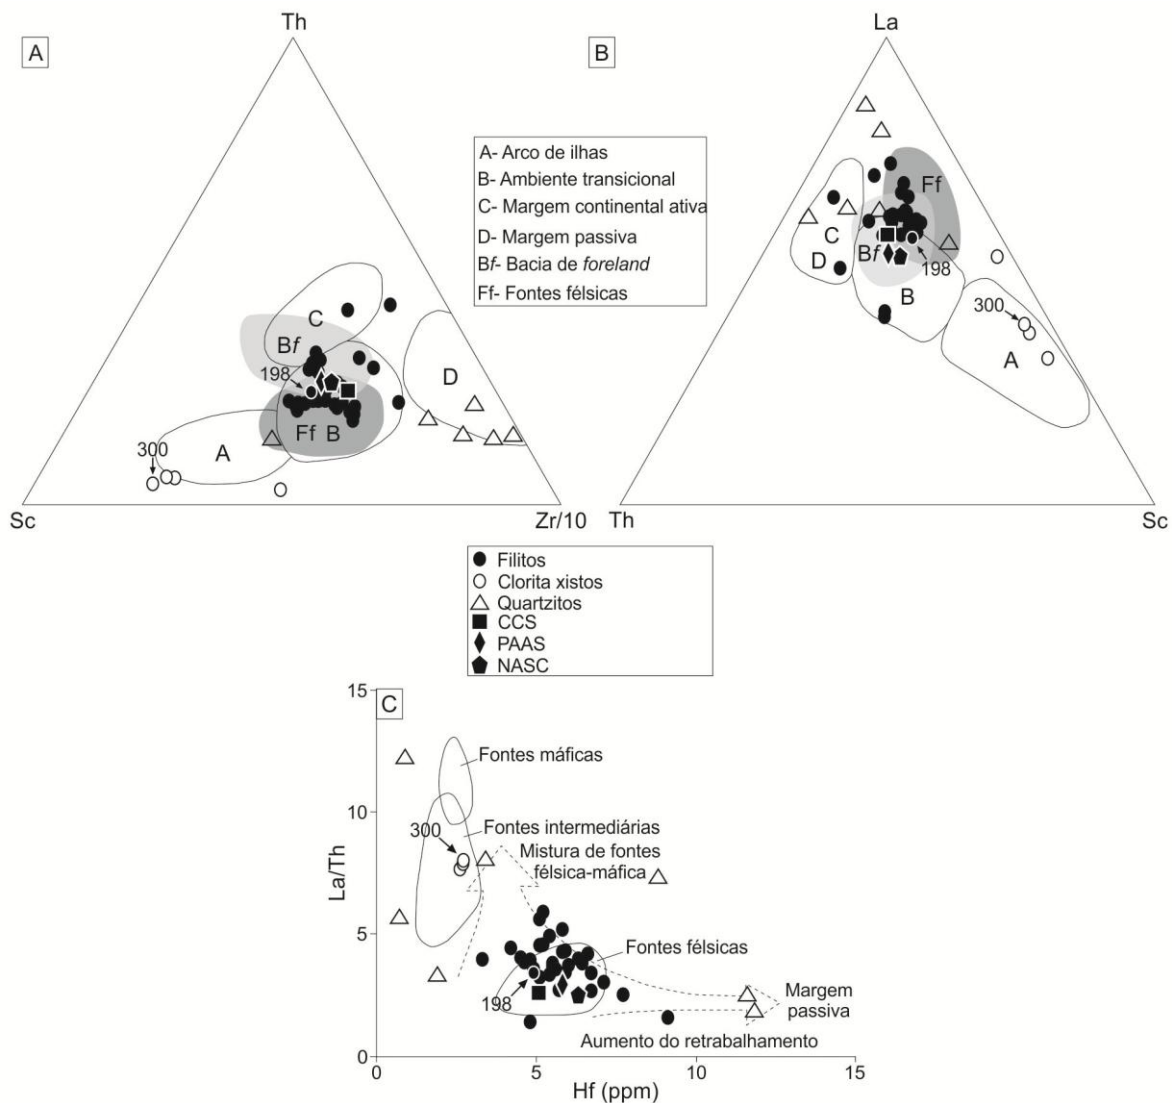 A
Th
C
Bf
198
D
Ff B
A
300
Sc
Zr/10
B
La
Ff
C
D
Bf
198
B
300
A
Th
Sc
A- Arco de ilhas
B- Ambiente transicional
C- Margem continental ativa
D- Margem passiva
Bf- Bacia de foreland
Ff- Fontes félsicas
Filitos
Clorita xistos
Quartzitos
CCS
PAAS
NASC
C
15
10
5
0
La/Th
Fontes máficas
300
Fontes intermediárias
Mistura de fontes
félsica-máfica
Fontes félsicas
198
Margem
passiva
Aumento do retrabalhamento
0
5
10
15
Hf (ppm)